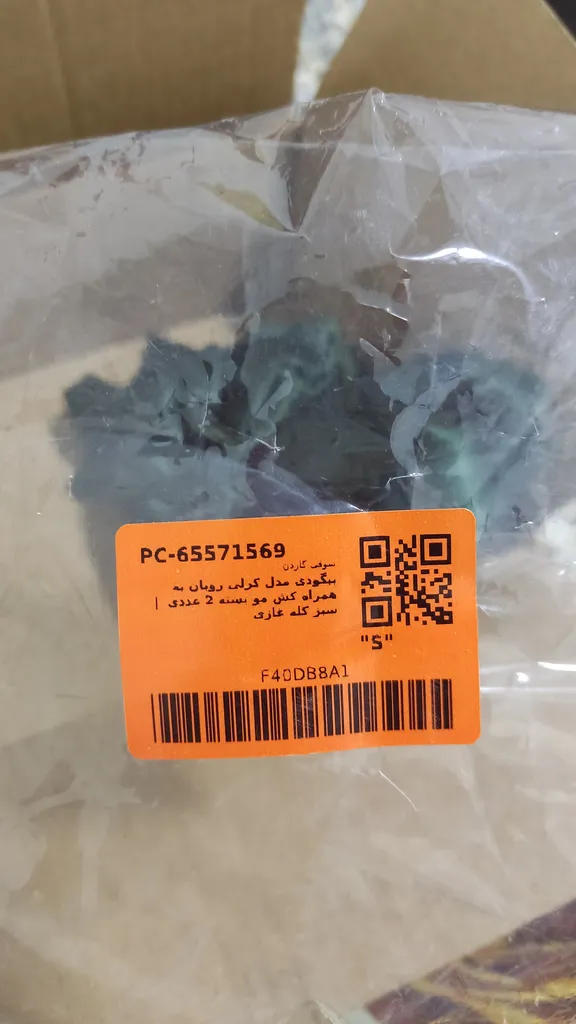 PC-65571569
سوفی گاردن
بیگودی مدل کرلی روبان به
همراه کش مو بسته 2 عددی |
سبز کله غازی
"S"
F40DB8A1